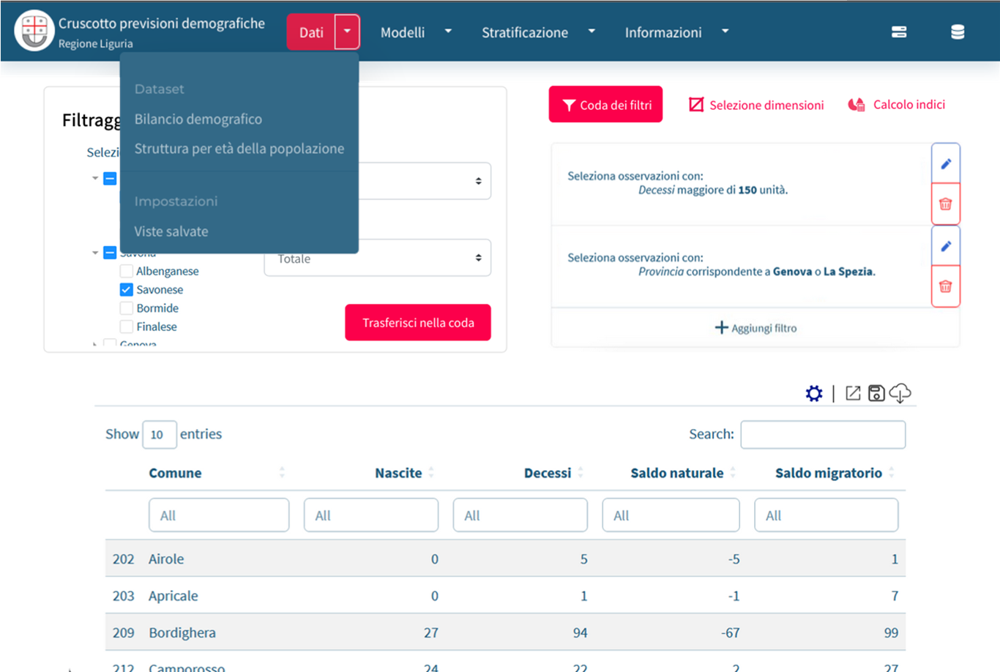 Cruscotto previsioni demografiche
Regione Liguria
Dati
Modelli
Stratificazione
Informazioni
Dataset
Bilancio demografico
Struttura per età della popolazione
Impostazioni
Viste salvate
Filtragg
Selezi
Savona
Albenganese
Savonese
Bormide
Finalese
Genova
Totale
Trasferisci nella coda
Coda dei filtri
Selezione dimensioni
Calcolo indici
Seleziona osservazioni con:
Decessi maggiore di 150 unità.
Seleziona osservazioni con:
Provincia corrispondente a Genova o La Spezia.
Aggiungi filtro
Show 10 entries
Search:
Comune Nascite Decessi Saldo naturale Saldo migratorio
All All All All All
202 Airole 0 5 -5 1
203 Apricale 0 1 -1 7
209 Bordighera 27 94 -67 99
212 Camporosso 24 22 2 27